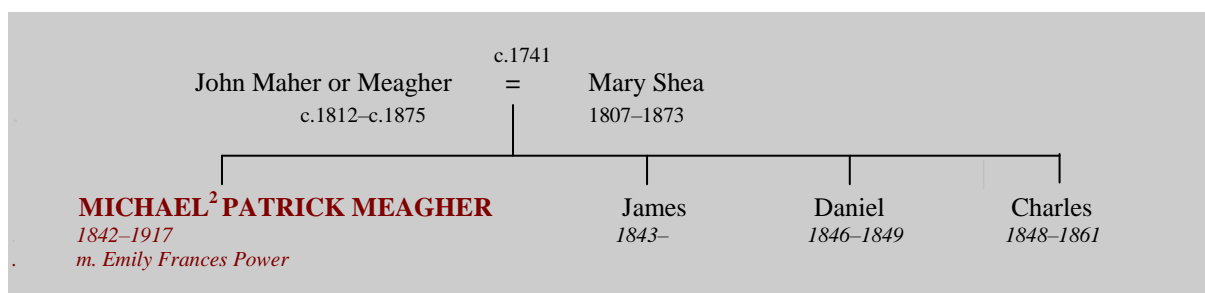 c.1741
John Maher or Meagher = Mary Shea
c.1812–c.1875 1807–1873
MICHAEL² PATRICK MEAGHER James Daniel Charles
1842–1917 1843– 1846–1849 1848–1861
m. Emily Frances Power